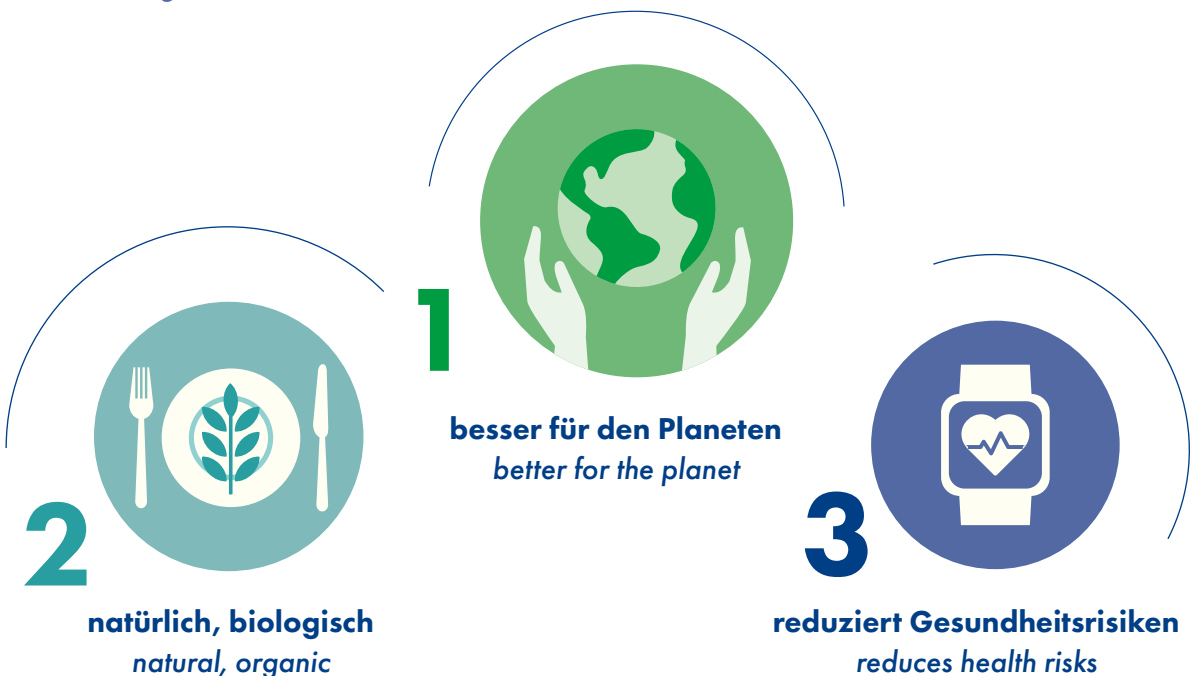 1
besser für den Planeten
better for the planet
2
natürlich, biologisch
natural, organic
3
reduziert Gesundheitsrisiken
reduces health risks